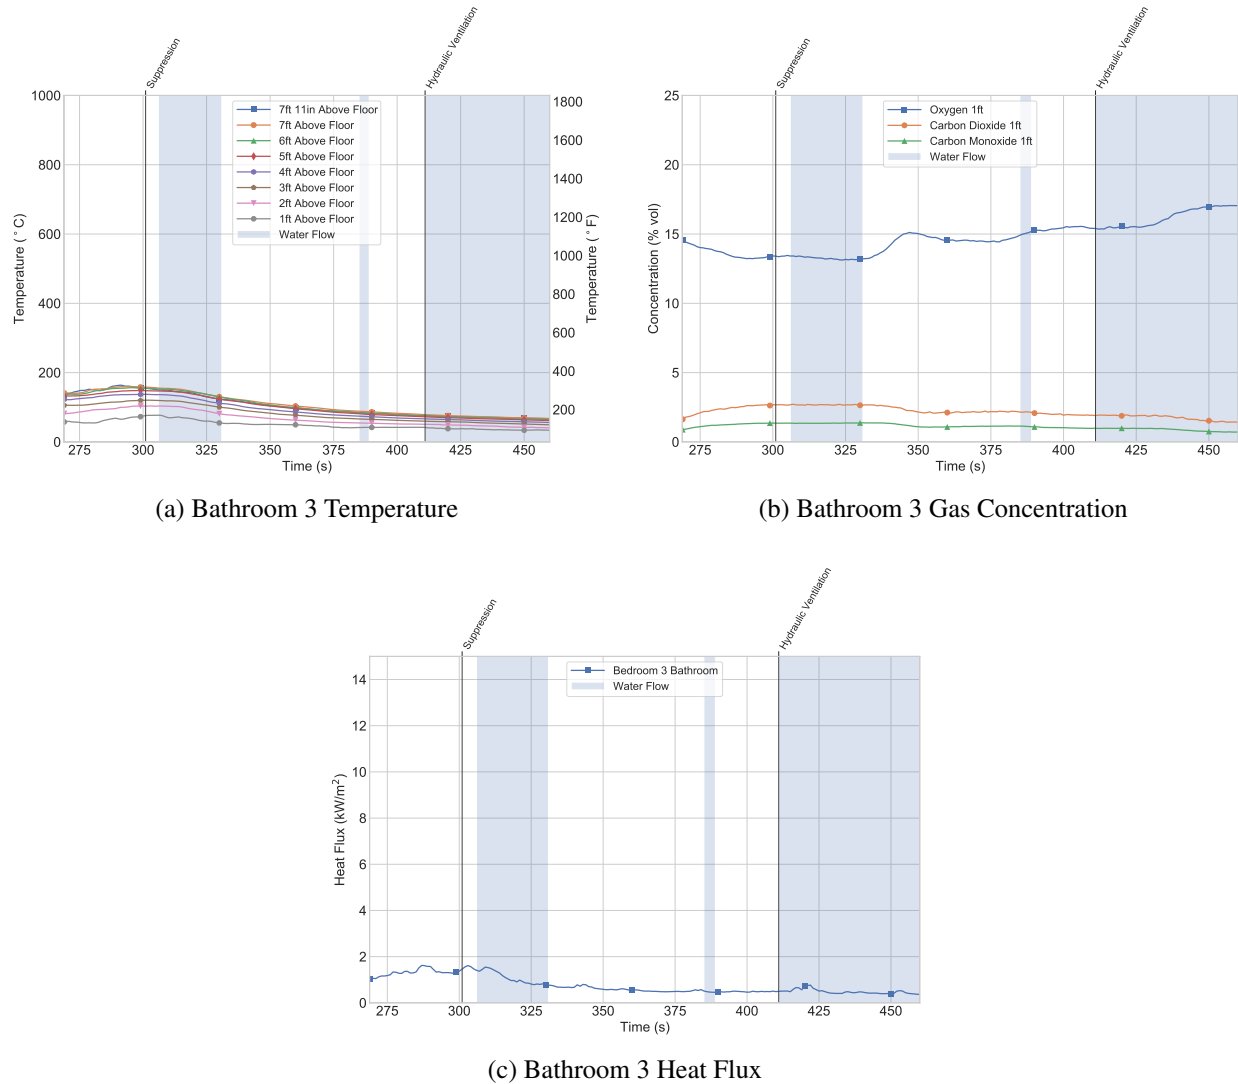 Suppression
Hydraulic Ventilation
1000
800
600
400
200
0
Temperature (°C)
1800
1600
1400
1200
1000
800
600
400
200
Temperature (°F)
7ft 11in Above Floor
7ft Above Floor
6ft Above Floor
5ft Above Floor
4ft Above Floor
3ft Above Floor
2ft Above Floor
1ft Above Floor
Water Flow
275 300 325 350 375 400 425 450
Time (s)
(a) Bathroom 3 Temperature
Suppression
Hydraulic Ventilation
25
20
15
10
5
0
Concentration (% vol)
Oxygen 1ft
Carbon Dioxide 1ft
Carbon Monoxide 1ft
Water Flow
275 300 325 350 375 400 425 450
Time (s)
(b) Bathroom 3 Gas Concentration
Suppression
Hydraulic Ventilation
14
12
10
8
6
4
2
0
Heat Flux (kW/m²)
Bedroom 3 Bathroom
Water Flow
275 300 325 350 375 400 425 450
Time (s)
(c) Bathroom 3 Heat Flux